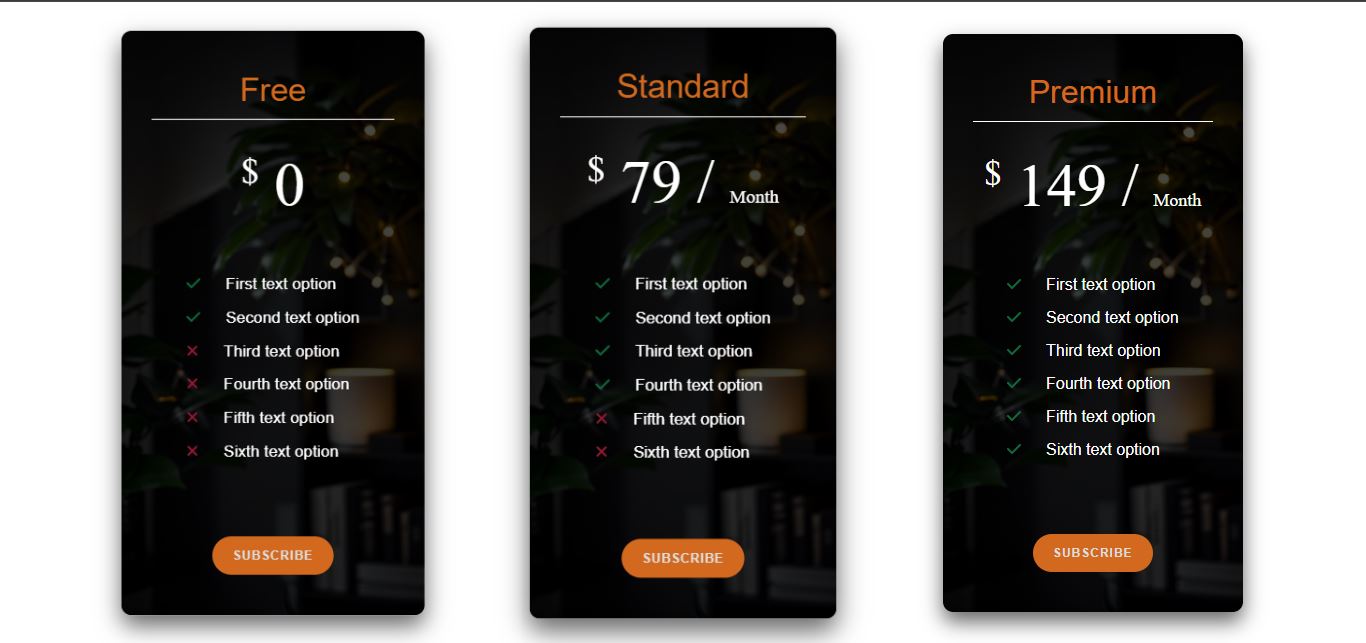 Free
$ 0
First text option
Second text option
Third text option
Fourth text option
Fifth text option
Sixth text option
SUBSCRIBE
Standard
$ 79 / Month
First text option
Second text option
Third text option
Fourth text option
Fifth text option
Sixth text option
SUBSCRIBE
Premium
$ 149 / Month
First text option
Second text option
Third text option
Fourth text option
Fifth text option
Sixth text option
SUBSCRIBE